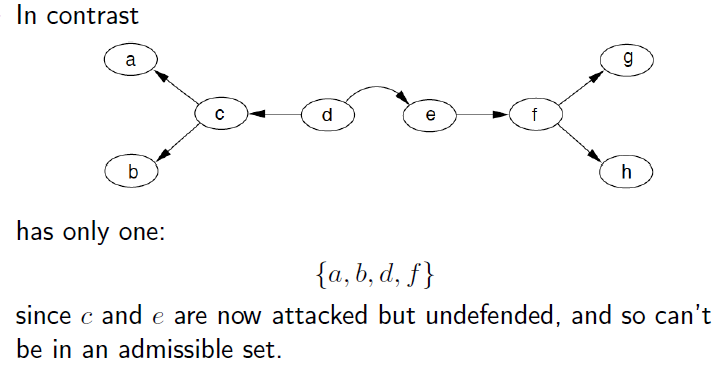 In contrast
a
g
c
d
e
f
b
h
has only one:
{a, b, d, f}
since c and e are now attacked but undefended, and so can't
be in an admissible set.